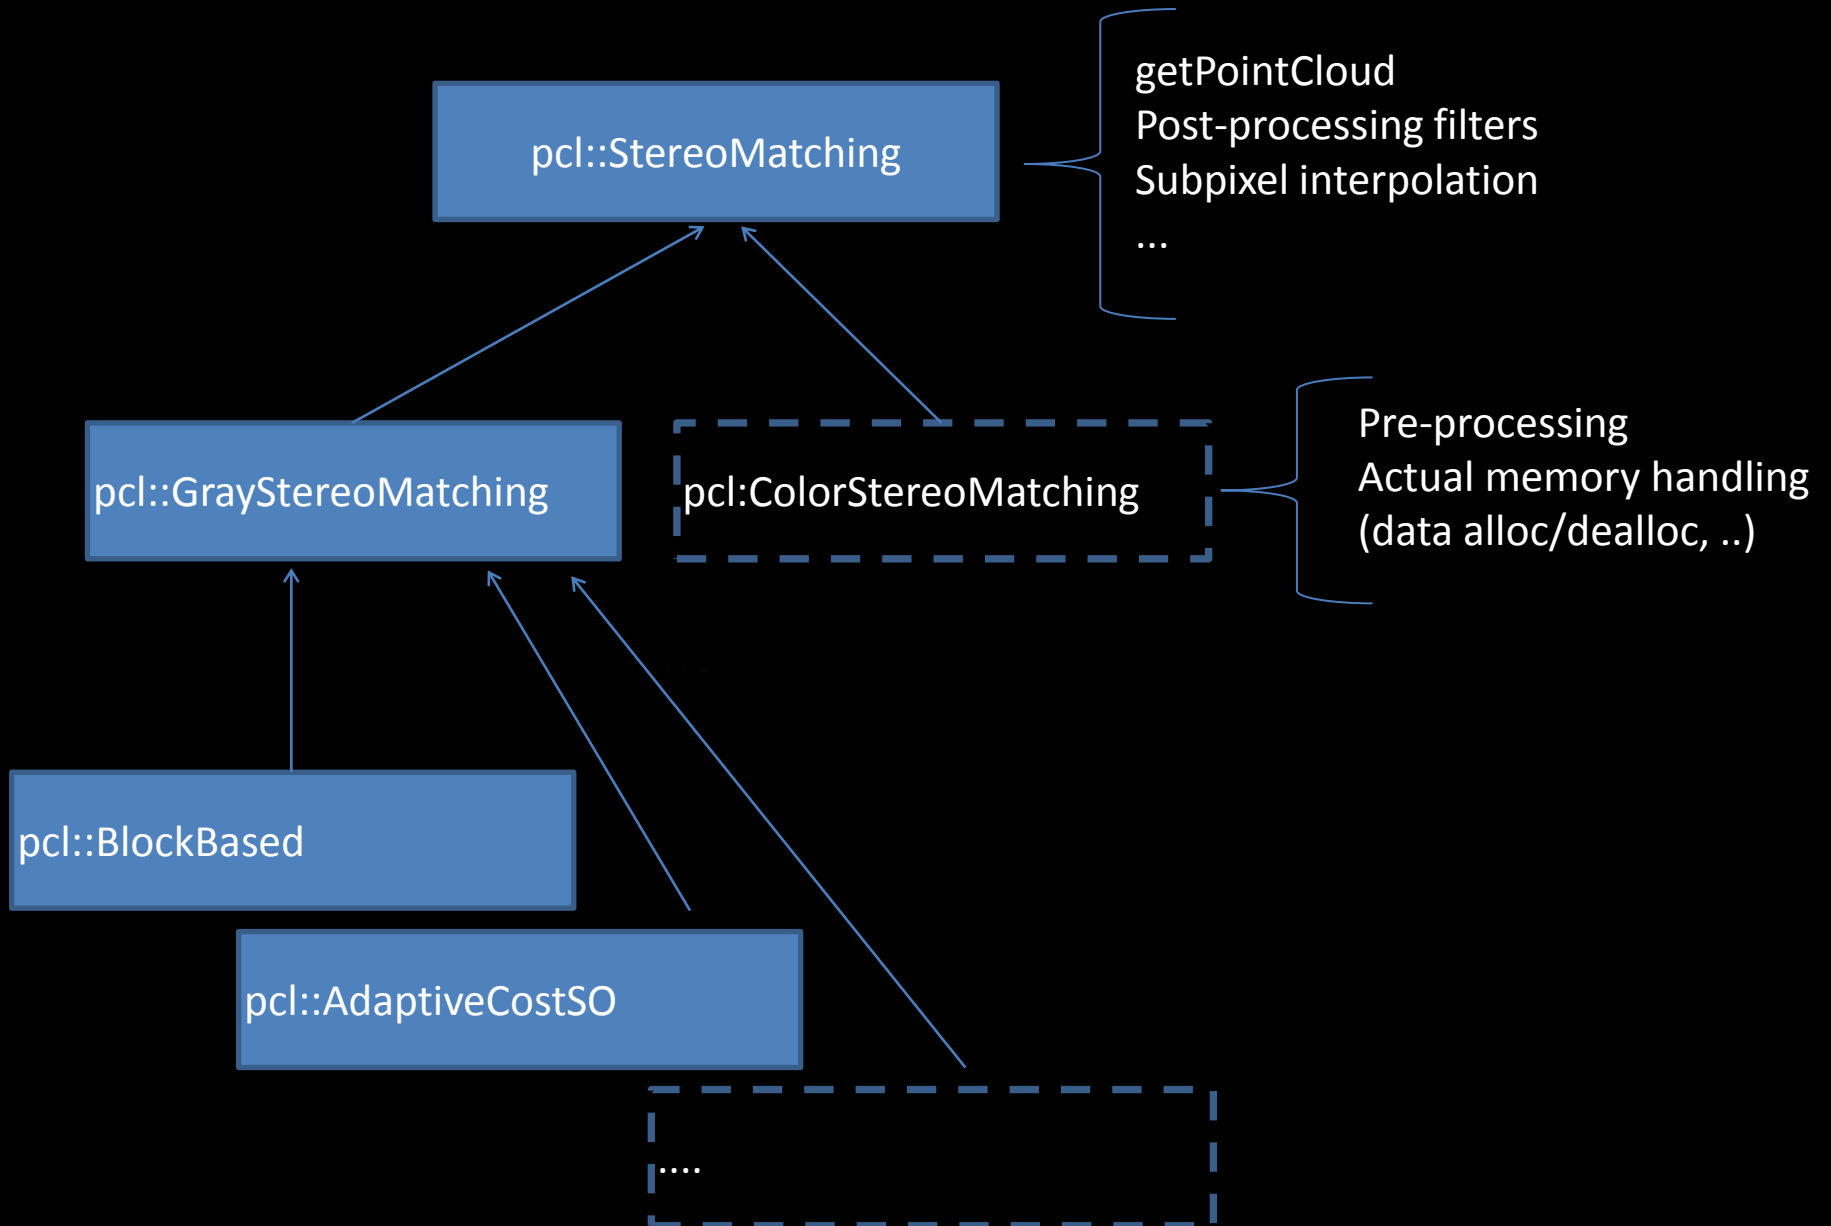 pcl::StereoMatching
getPointCloud
Post-processing filters
Subpixel interpolation
...
pcl::GrayStereoMatching
pcl:ColorStereoMatching
Pre-processing
Actual memory handling
(data alloc/dealloc, ..)
pcl::BlockBased
pcl::AdaptiveCostSO
....